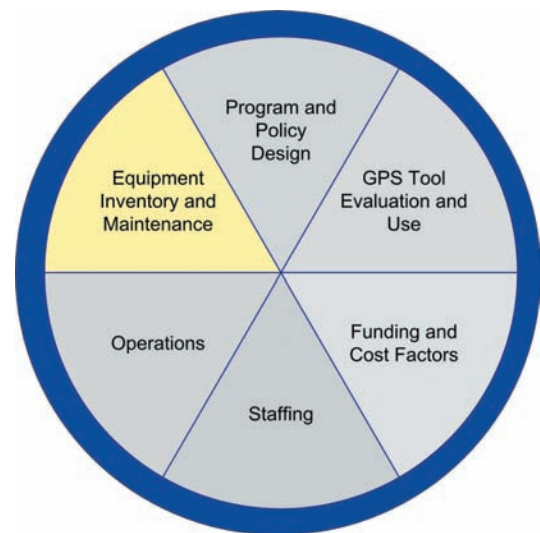 Program and
Policy
Design
GPS Tool
Evaluation and
Use
Funding and
Cost Factors
Staffing
Operations
Equipment
Inventory and
Maintenance